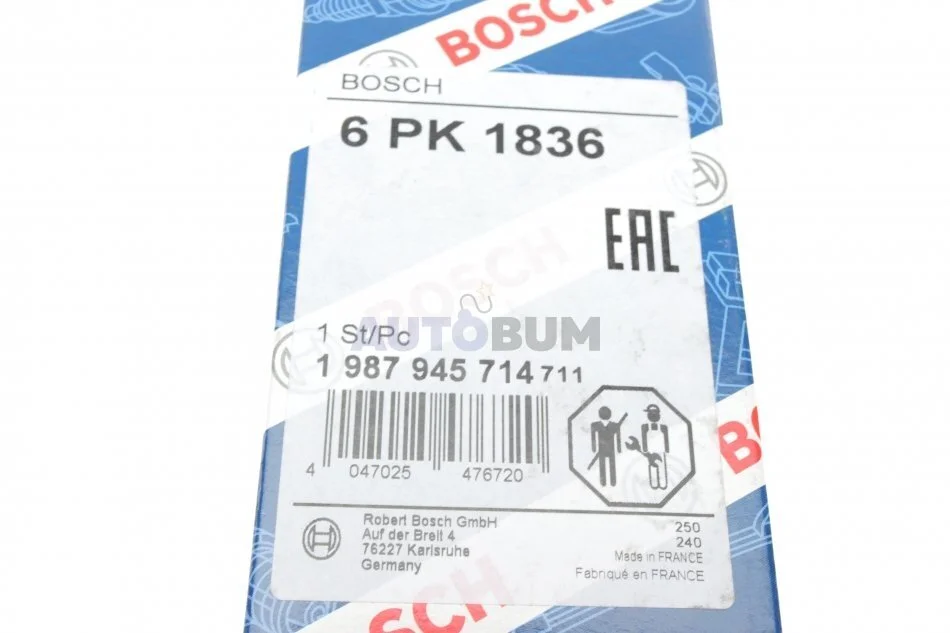 BOSCH
BOSCH
6 PK 1836
EAC
BOSCH
AUTOBUM
1 St/Pc
1 987 945 714 711
4 047025 476720
Robert Bosch GmbH
Auf der Breit 4
76227 Karlsruhe
Germany
250
240
Made in FRANCE
Fabriqué en FRANCE